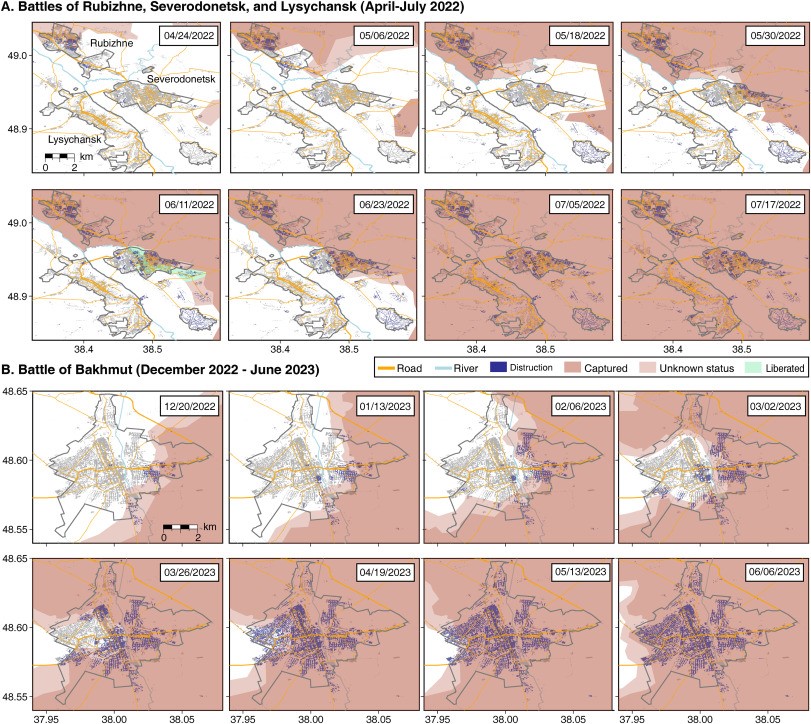 A. Battles of Rubizhne, Severodonetsk, and Lysychansk (April-July 2022)
04/24/2022 05/06/2022 05/18/2022 05/30/2022
Rubizhne
49.0
Severodonetsk
48.9
Lysychansk
km
0 2
06/11/2022 06/23/2022 07/05/2022 07/17/2022
49.0
48.9
38.4 38.5 38.4 38.5 38.4 38.5 38.4 38.5
B. Battle of Bakhmut (December 2022 - June 2023)
Road River Distruction Captured Unknown status Liberated
48.65
12/20/2022 01/13/2023 02/06/2023 03/02/2023
48.60
km
0 2
48.55
48.65
03/26/2023 04/19/2023 05/13/2023 06/06/2023
48.60
48.55
37.95 38.00 38.05 37.95 38.00 38.05 37.95 38.00 38.05 37.95 38.00 38.05